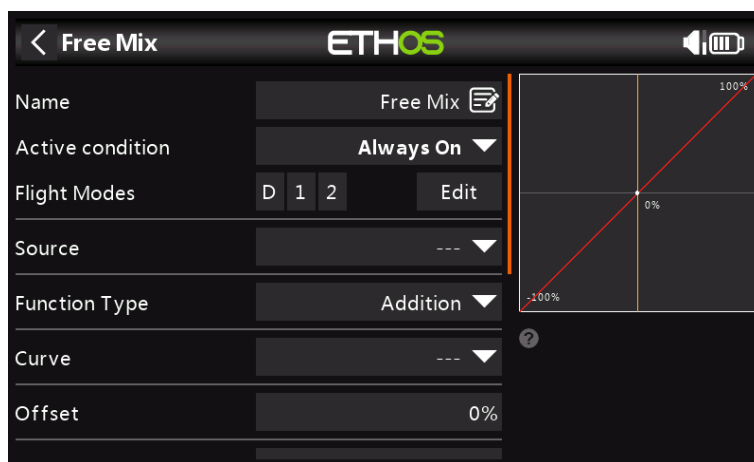 Free Mix ETHOS
Name Free Mix
Active condition Always On
Flight Modes D 1 2 Edit
Source ---
Function Type Addition
Curve ---
Offset 0%
100%
0%
-100%
?